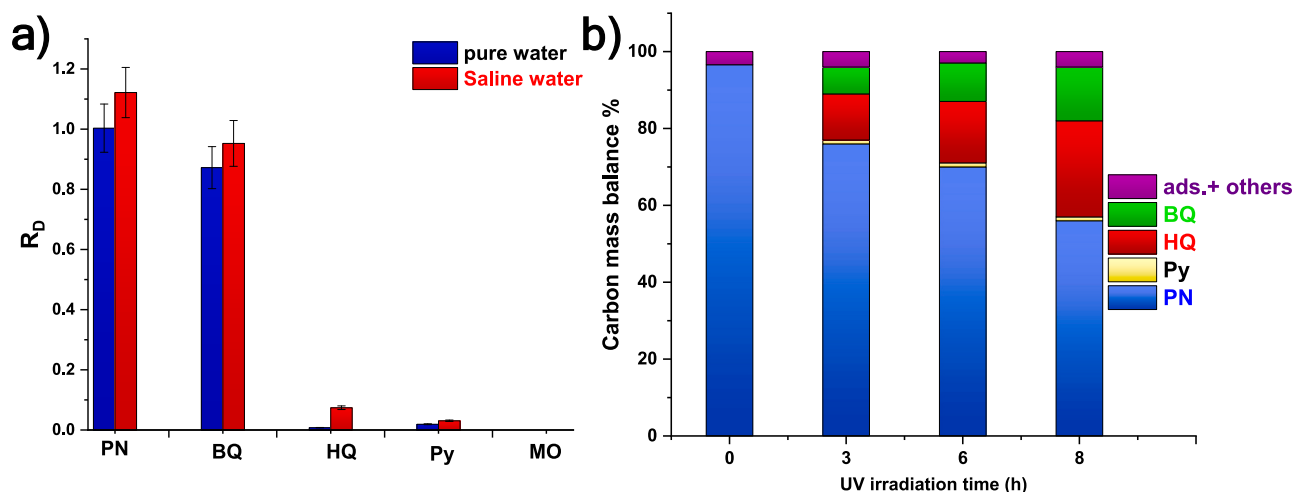 a)
pure water
Saline water
R_D
1.2
1.0
0.8
0.6
0.4
0.2
0.0
PN BQ HQ Py MO
b)
Carbon mass balance %
100
80
60
40
20
0
0 3 6 8
UV irradiation time (h)
ads.+ others
BQ
HQ
Py
PN